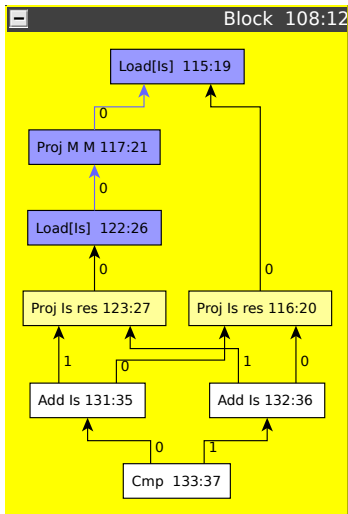 Block 108:12
Load[Is] 115:19
0
Proj M M 117:21
0
Load[Is] 122:26
0
0
Proj Is res 123:27
Proj Is res 116:20
1
0
1
0
Add Is 131:35
Add Is 132:36
0
1
Cmp 133:37